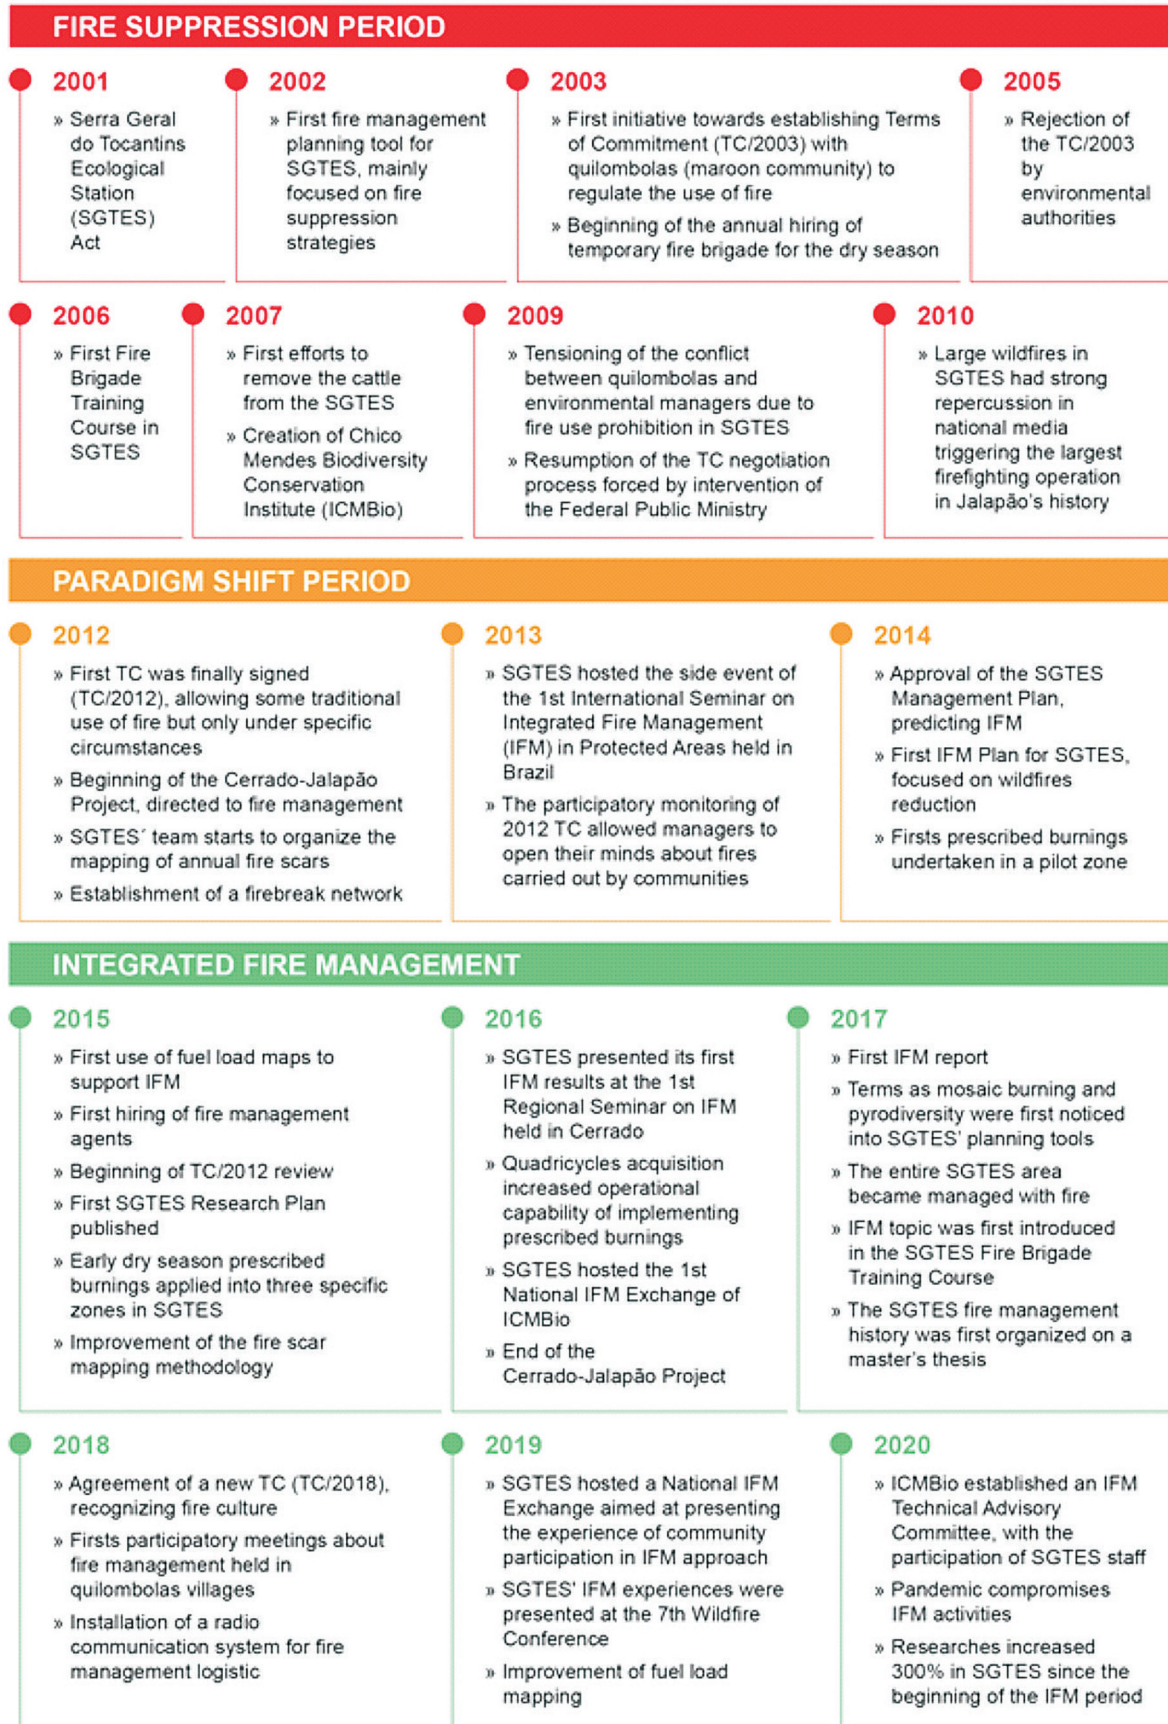 FIRE SUPPRESSION PERIOD
2001
» Serra Geral
do Tocantins
Ecological
Station
(SGTES)
Act
2002
» First fire management
planning tool for
SGTES, mainly
focused on fire
suppression
strategies
2003
» First initiative towards establishing Terms
of Commitment (TC/2003) with
quilombolas (maroon community) to
regulate the use of fire
» Beginning of the annual hiring of
temporary fire brigade for the dry season
2005
» Rejection of
the TC/2003
by
environmental
authorities
2006
» First Fire
Brigade
Training
Course in
SGTES
2007
» First efforts to
remove the cattle
from the SGTES
» Creation of Chico
Mendes Biodiversity
Conservation
Institute (ICMBio)
2009
» Tensioning of the conflict
between quilombolas and
environmental managers due to
fire use prohibition in SGTES
» Resumption of the TC negotiation
process forced by intervention of
the Federal Public Ministry
2010
» Large wildfires in
SGTES had strong
repercussion in
national media
triggering the largest
firefighting operation
in Jalapão's history
PARADIGM SHIFT PERIOD
2012
» First TC was finally signed
(TC/2012), allowing some traditional
use of fire but only under specific
circumstances
» Beginning of the Cerrado-Jalapão
Project, directed to fire management
» SGTES´ team starts to organize the
mapping of annual fire scars
» Establishment of a firebreak network
2013
» SGTES hosted the side event of
the 1st International Seminar on
Integrated Fire Management
(IFM) in Protected Areas held in
Brazil
» The participatory monitoring of
2012 TC allowed managers to
open their minds about fires
carried out by communities
2014
» Approval of the SGTES
Management Plan,
predicting IFM
» First IFM Plan for SGTES,
focused on wildfires
reduction
» Firsts prescribed burnings
undertaken in a pilot zone
INTEGRATED FIRE MANAGEMENT
2015
» First use of fuel load maps to
support IFM
» First hiring of fire management
agents
» Beginning of TC/2012 review
» First SGTES Research Plan
published
» Early dry season prescribed
burnings applied into three specific
zones in SGTES
» Improvement of the fire scar
mapping methodology
2016
» SGTES presented its first
IFM results at the 1st
Regional Seminar on IFM
held in Cerrado
» Quadricycles acquisition
increased operational
capability of implementing
prescribed burnings
» SGTES hosted the 1st
National IFM Exchange of
ICMBio
» End of the
Cerrado-Jalapão Project
2017
» First IFM report
» Terms as mosaic burning and
pyrodiversity were first noticed
into SGTES' planning tools
» The entire SGTES area
became managed with fire
» IFM topic was first introduced
in the SGTES Fire Brigade
Training Course
» The SGTES fire management
history was first organized on a
master's thesis
2018
» Agreement of a new TC (TC/2018),
recognizing fire culture
» Firsts participatory meetings about
fire management held in
quilombolas villages
» Installation of a radio
communication system for fire
management logistic
2019
» SGTES hosted a National IFM
Exchange aimed at presenting
the experience of community
participation in IFM approach
» SGTES' IFM experiences were
presented at the 7th Wildfire
Conference
» Improvement of fuel load
mapping
2020
» ICMBio established an IFM
Technical Advisory
Committee, with the
participation of SGTES staff
» Pandemic compromises
IFM activities
» Researches increased
300% in SGTES since the
beginning of the IFM period